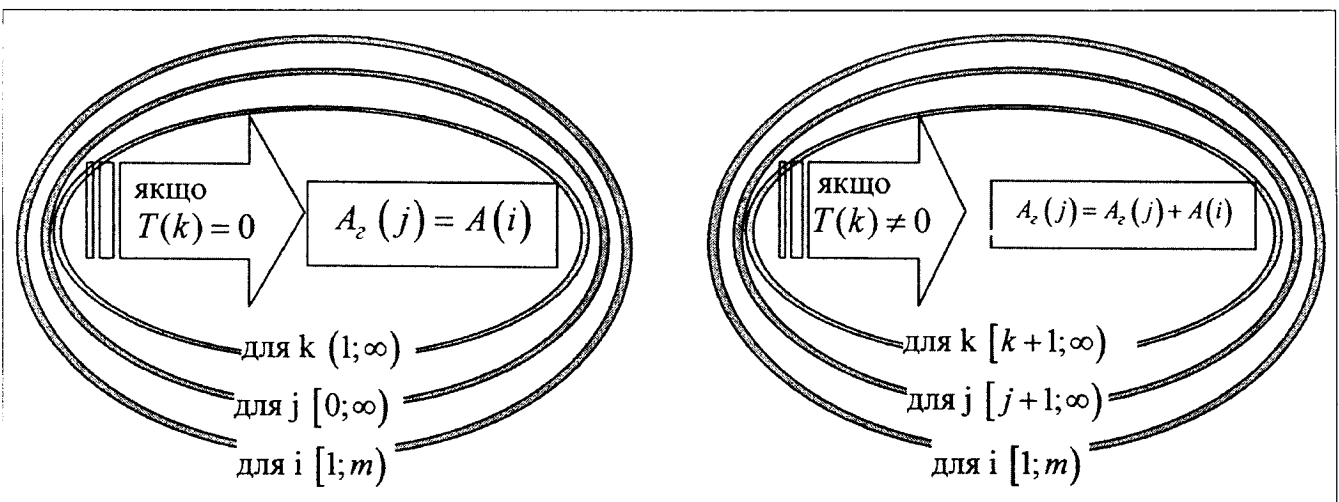 якщо
T(k) = 0
A_г (j) = A(i)
для k (1;∞)
для j [0;∞)
для i [1;m)
якщо
T(k) ≠ 0
A_г (j) = A_г (j) + A(i)
для k [k+1;∞)
для j [j+1;∞)
для i [1;m)